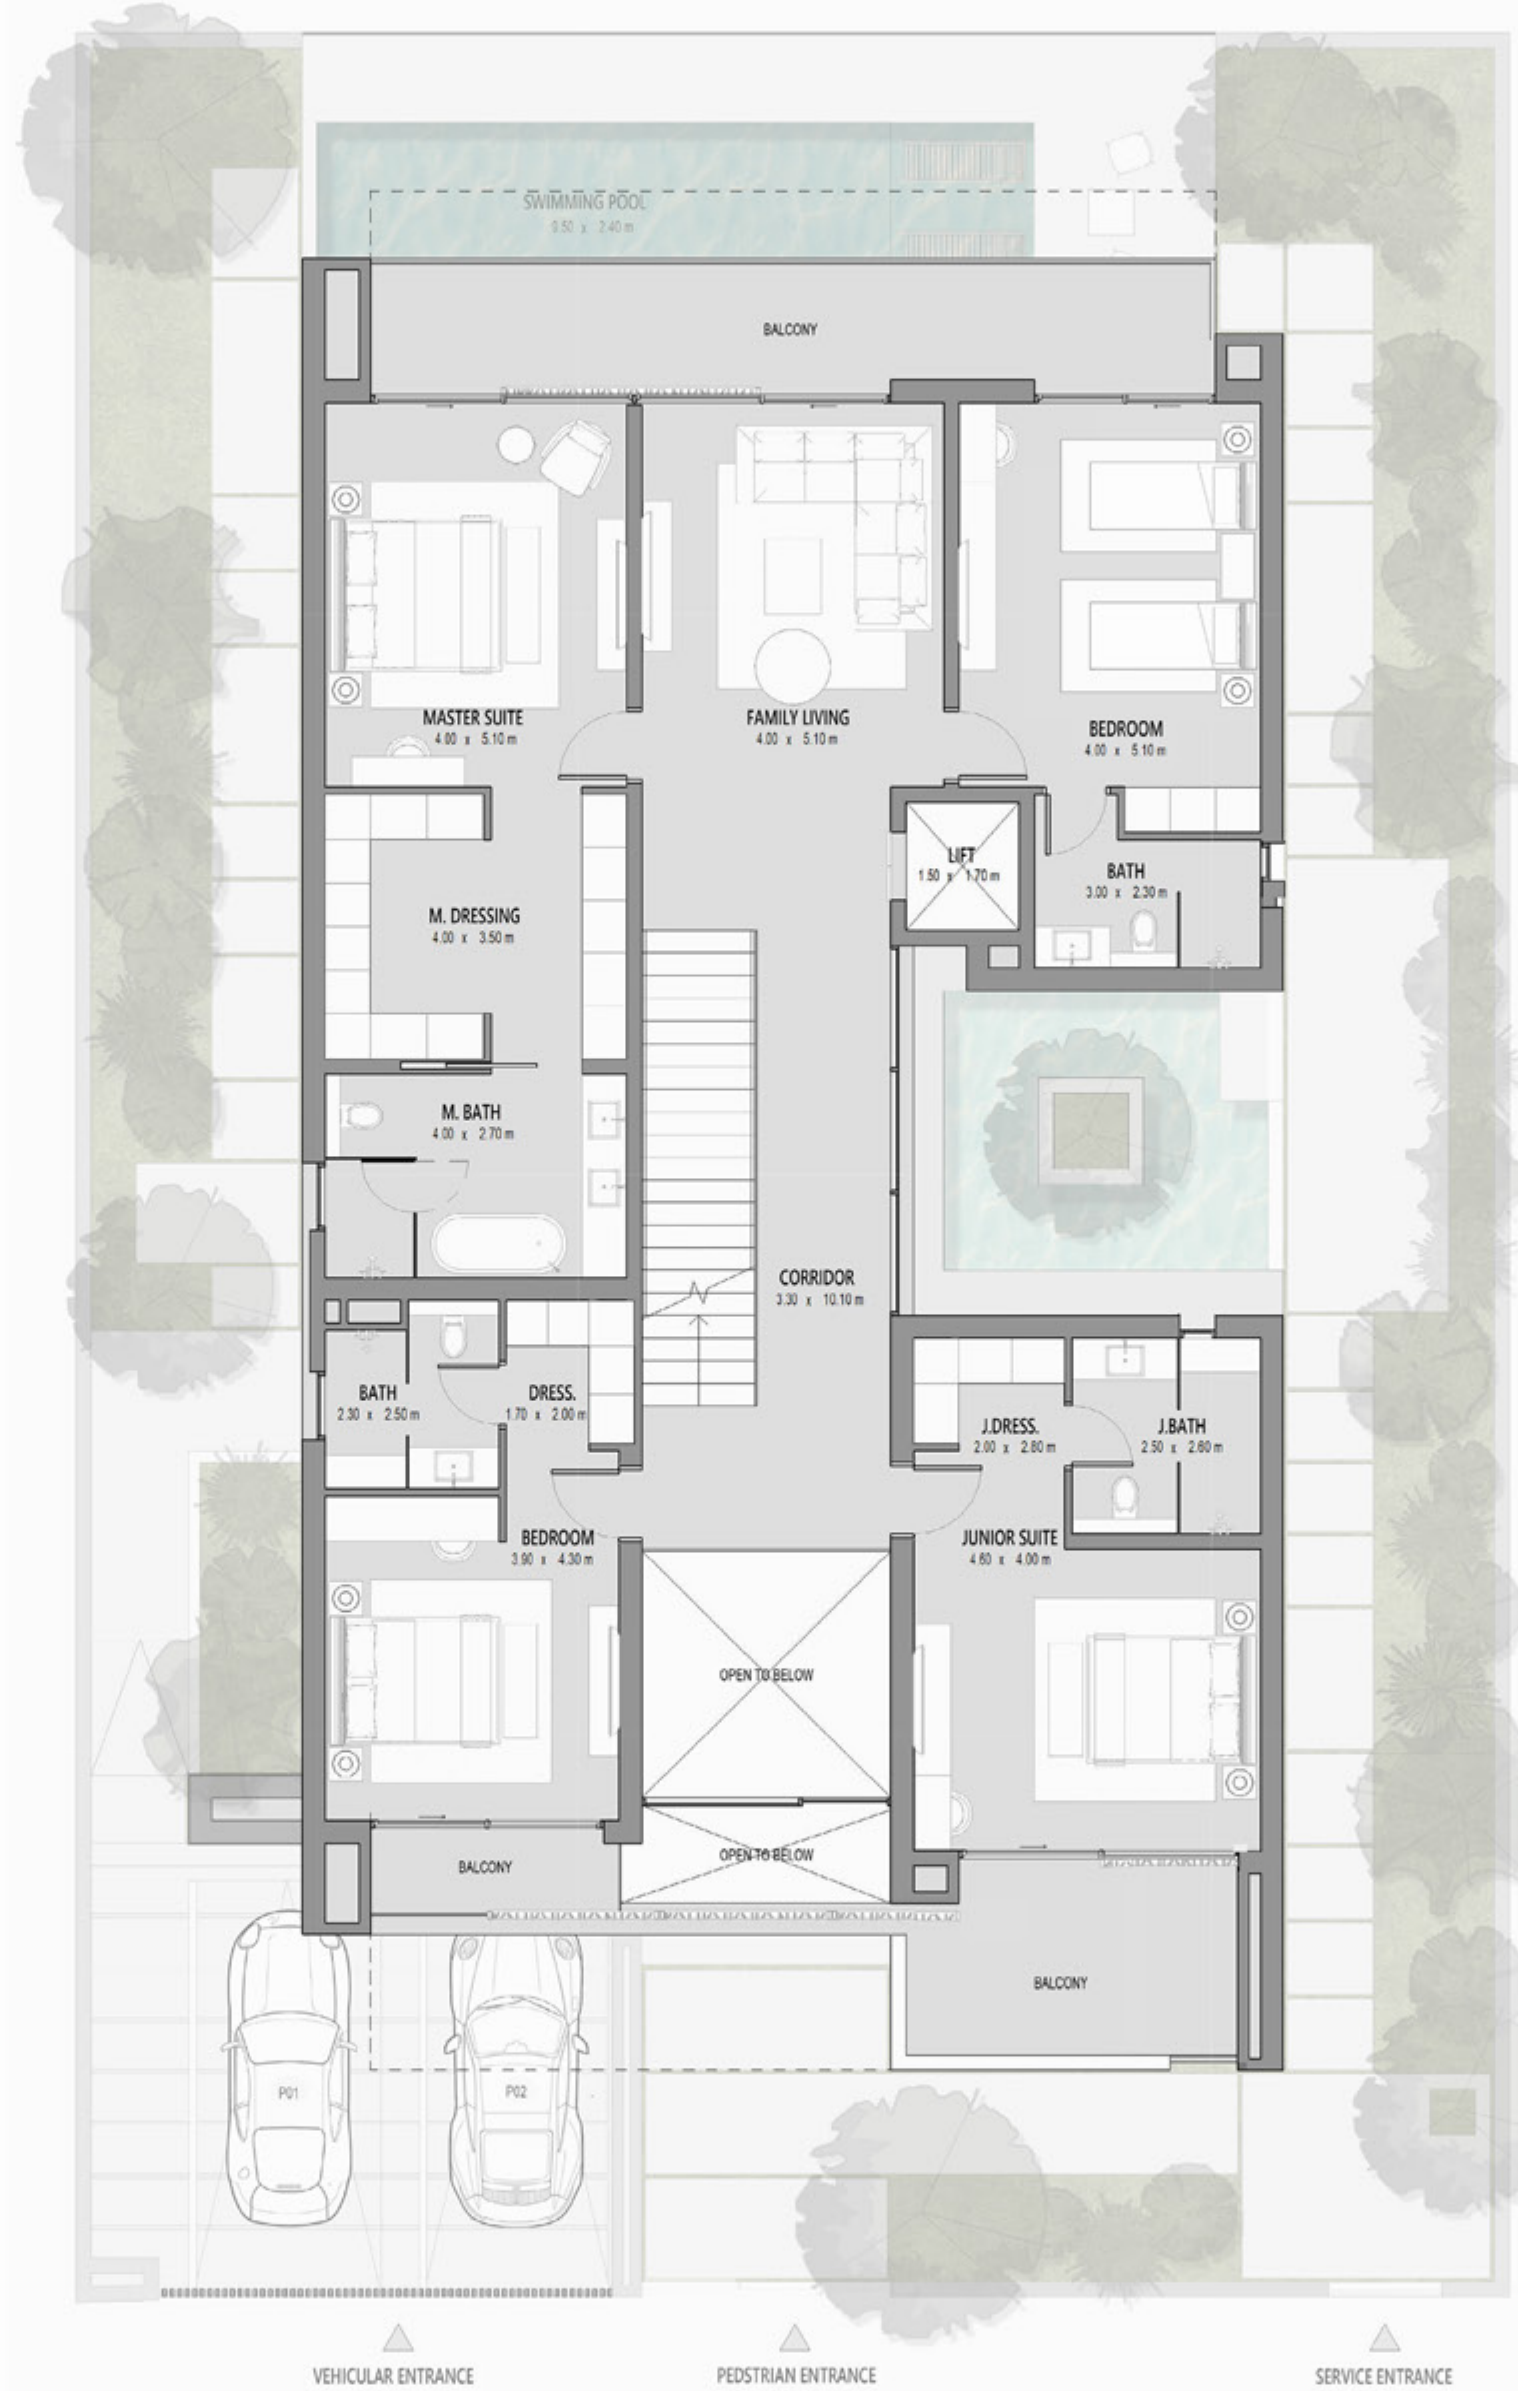 SWIMMING POOL
9.50 x 2.40 m
BALCONY
MASTER SUITE
4.00 x 5.10 m
FAMILY LIVING
4.00 x 5.10 m
BEDROOM
4.00 x 5.10 m
LIFT
1.50 x 1.70 m
BATH
3.00 x 2.30 m
M. DRESSING
4.00 x 3.50 m
M. BATH
4.00 x 2.70 m
CORRIDOR
3.30 x 10.10 m
BATH
2.30 x 2.50 m
DRESS.
1.70 x 2.00 m
J.DRESS.
2.00 x 2.80 m
J.BATH
2.50 x 2.60 m
BEDROOM
3.90 x 4.30 m
JUNIOR SUITE
4.60 x 4.00 m
OPEN TO BELOW
OPEN TO BELOW
BALCONY
BALCONY
P01
P02
VEHICULAR ENTRANCE
PEDSTRIAN ENTRANCE
SERVICE ENTRANCE